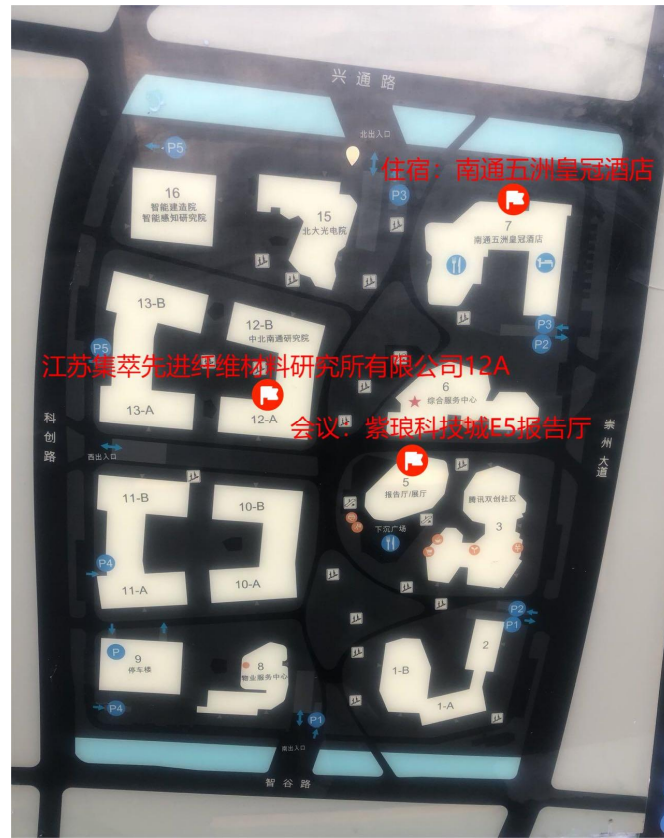 兴通路
北出入口
P5
住宿：南通五洲皇冠酒店
P3
16
智能建造院
智能感知研究院
15
北大光电院
7
南通五洲皇冠酒店
13-B
12-B
中北南通研究院
P3
P2
P5
江苏集萃先进纤维材料研究所有限公司12A
6
综合服务中心
13-A
12-A
会议：紫琅科技城E5报告厅
科创路
崇州大道
西出入口
5
报告厅/展厅
11-B
10-B
腾讯双创社区
3
下沉广场
P4
11-A
10-A
P2
P1
2
9
停车楼
P
8
物业服务中心
1-B
1-A
P4
P1
南出入口
智谷路